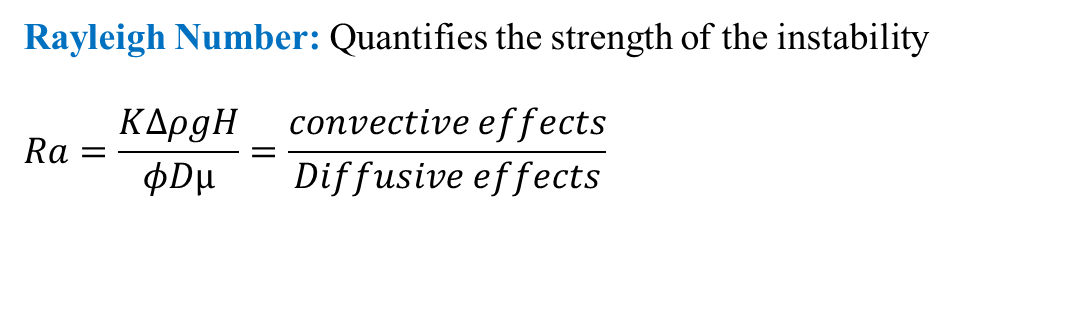 Rayleigh Number: Quantifies the strength of the instability
Ra = KΔρgH / ϕDμ = convective effects / Diffusive effects